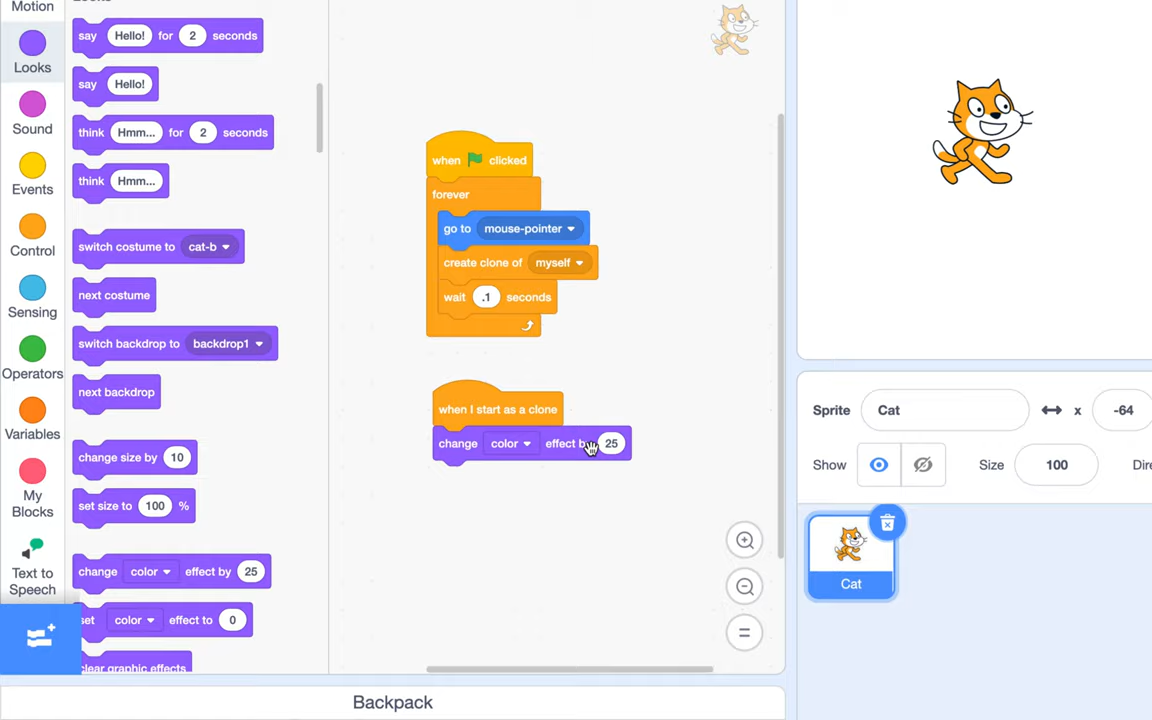 Motion
Looks
Sound
Events
Control
Sensing
Operators
Variables
My
Blocks
Text to
Speech
say Hello! for 2 seconds
say Hello!
think Hmm... for 2 seconds
think Hmm...
switch costume to cat-b
next costume
switch backdrop to backdrop1
next backdrop
change size by 10
set size to 100 %
change color effect by 25
set color effect to 0
clear graphic effects
when clicked
forever
go to mouse-pointer
create clone of myself
wait .1 seconds
when I start as a clone
change color effect by 25
Backpack
Sprite Cat x -64
Show Size 100 Dire
Cat